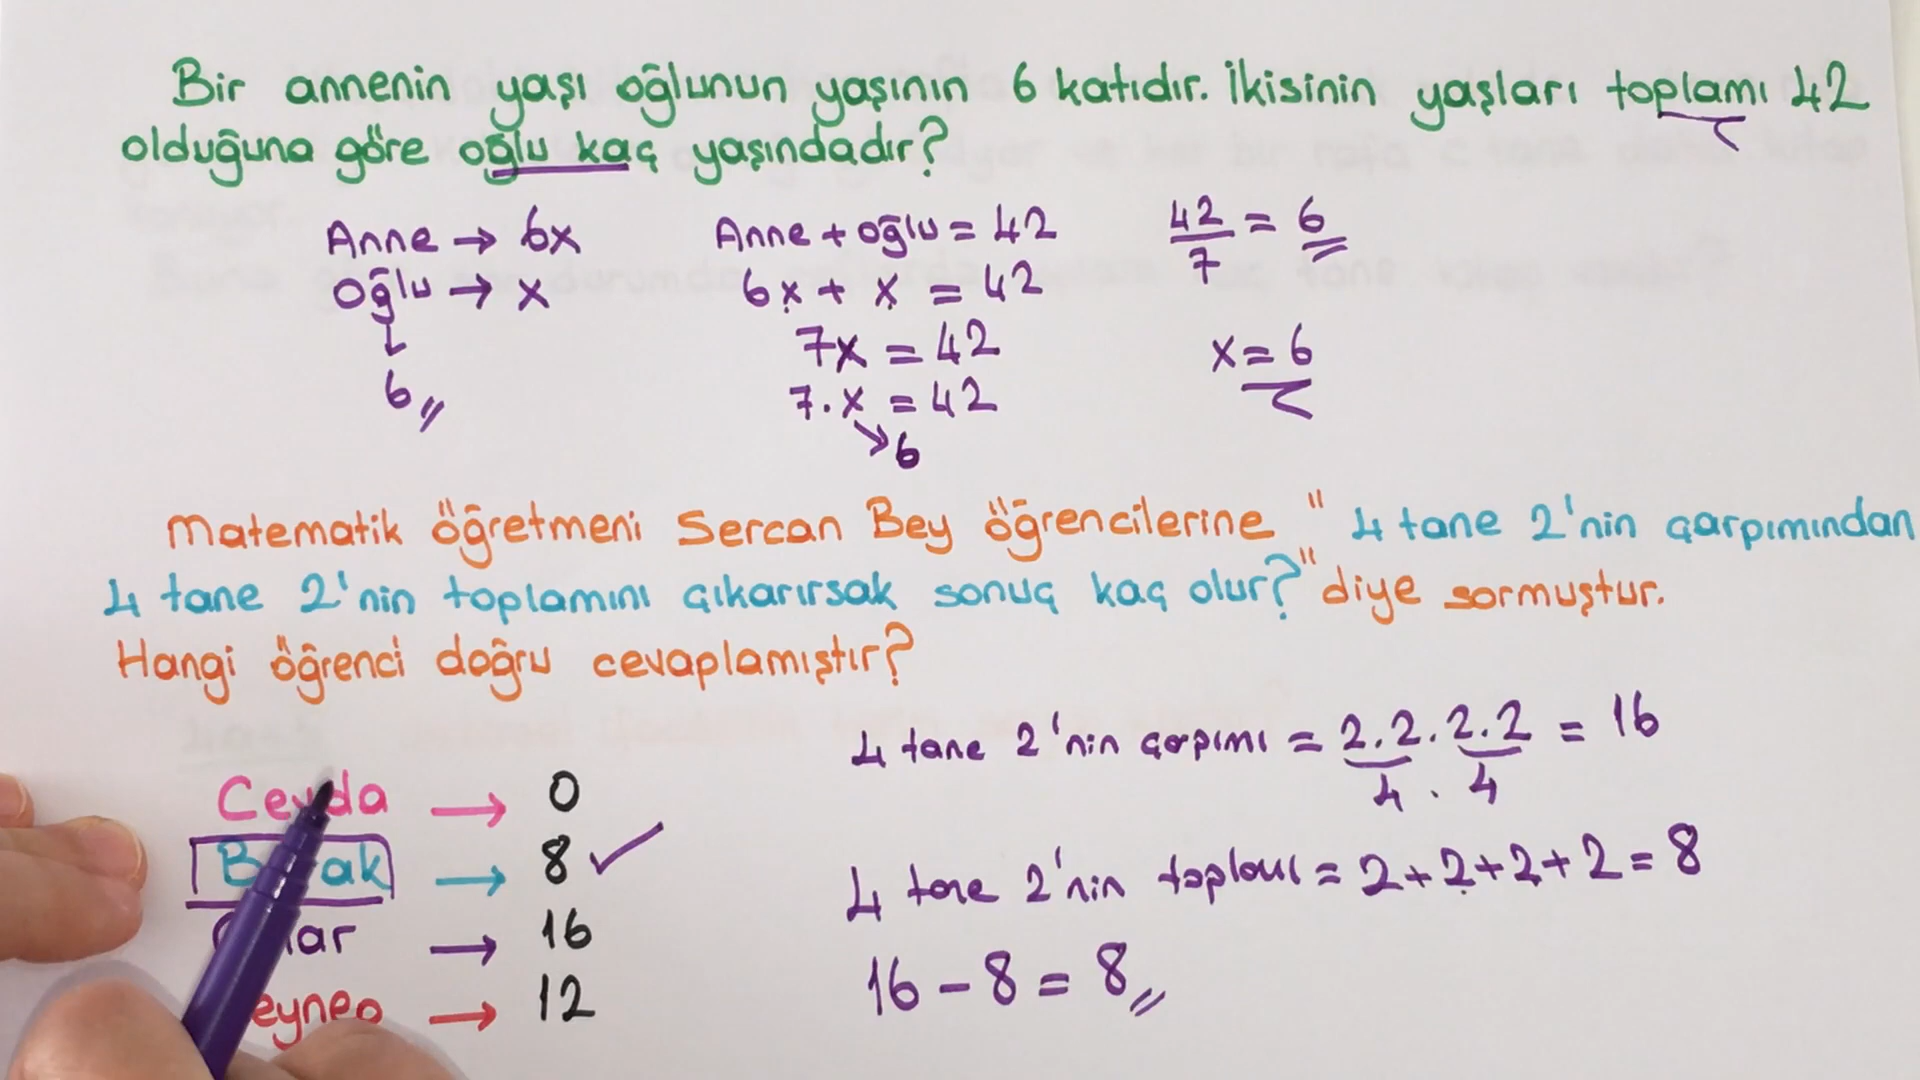 Bir annenin yaşı oğlunun yaşının 6 katıdır. İkisinin yaşları toplamı 42
olduğuna göre oğlu kaç yaşındadır?
Anne → 6x
oğlu → x
6
Anne + oğlu = 42
6x + x = 42
7x = 42
7.x = 42
6
42/7 = 6
x = 6
Matematik öğretmeni Sercan Bey öğrencilerine " 4 tane 2'nin çarpımından
4 tane 2'nin toplamını çıkarırsak sonuç kaç olur?" diye sormuştur.
Hangi öğrenci doğru cevaplamıştır?
→ 0
→ 8 ✓
→ 16
→ 12
4 tane 2'nin çarpımı = 2.2.2.2 = 16
4 . 4
4 tane 2'nin toplamı = 2+2+2+2 = 8
16 - 8 = 8